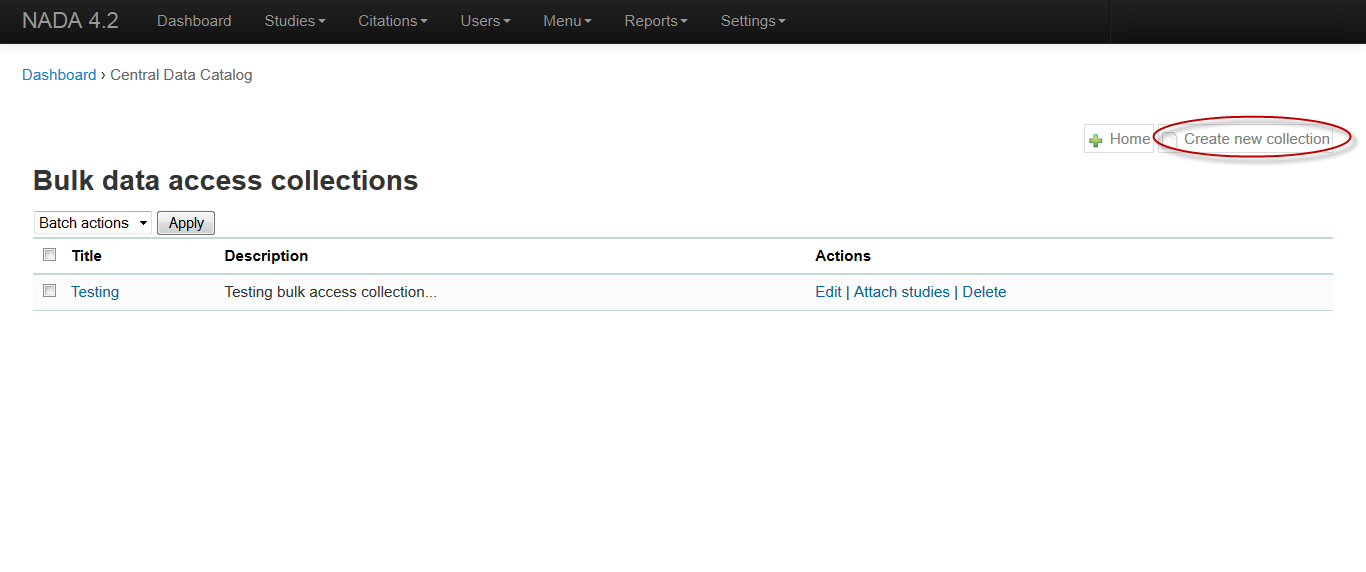 NADA 4.2 Dashboard Studies Citations Users Menu Reports Settings
Dashboard › Central Data Catalog
Home Create new collection
Bulk data access collections
Batch actions Apply
Title Description Actions
Testing Testing bulk access collection... Edit | Attach studies | Delete